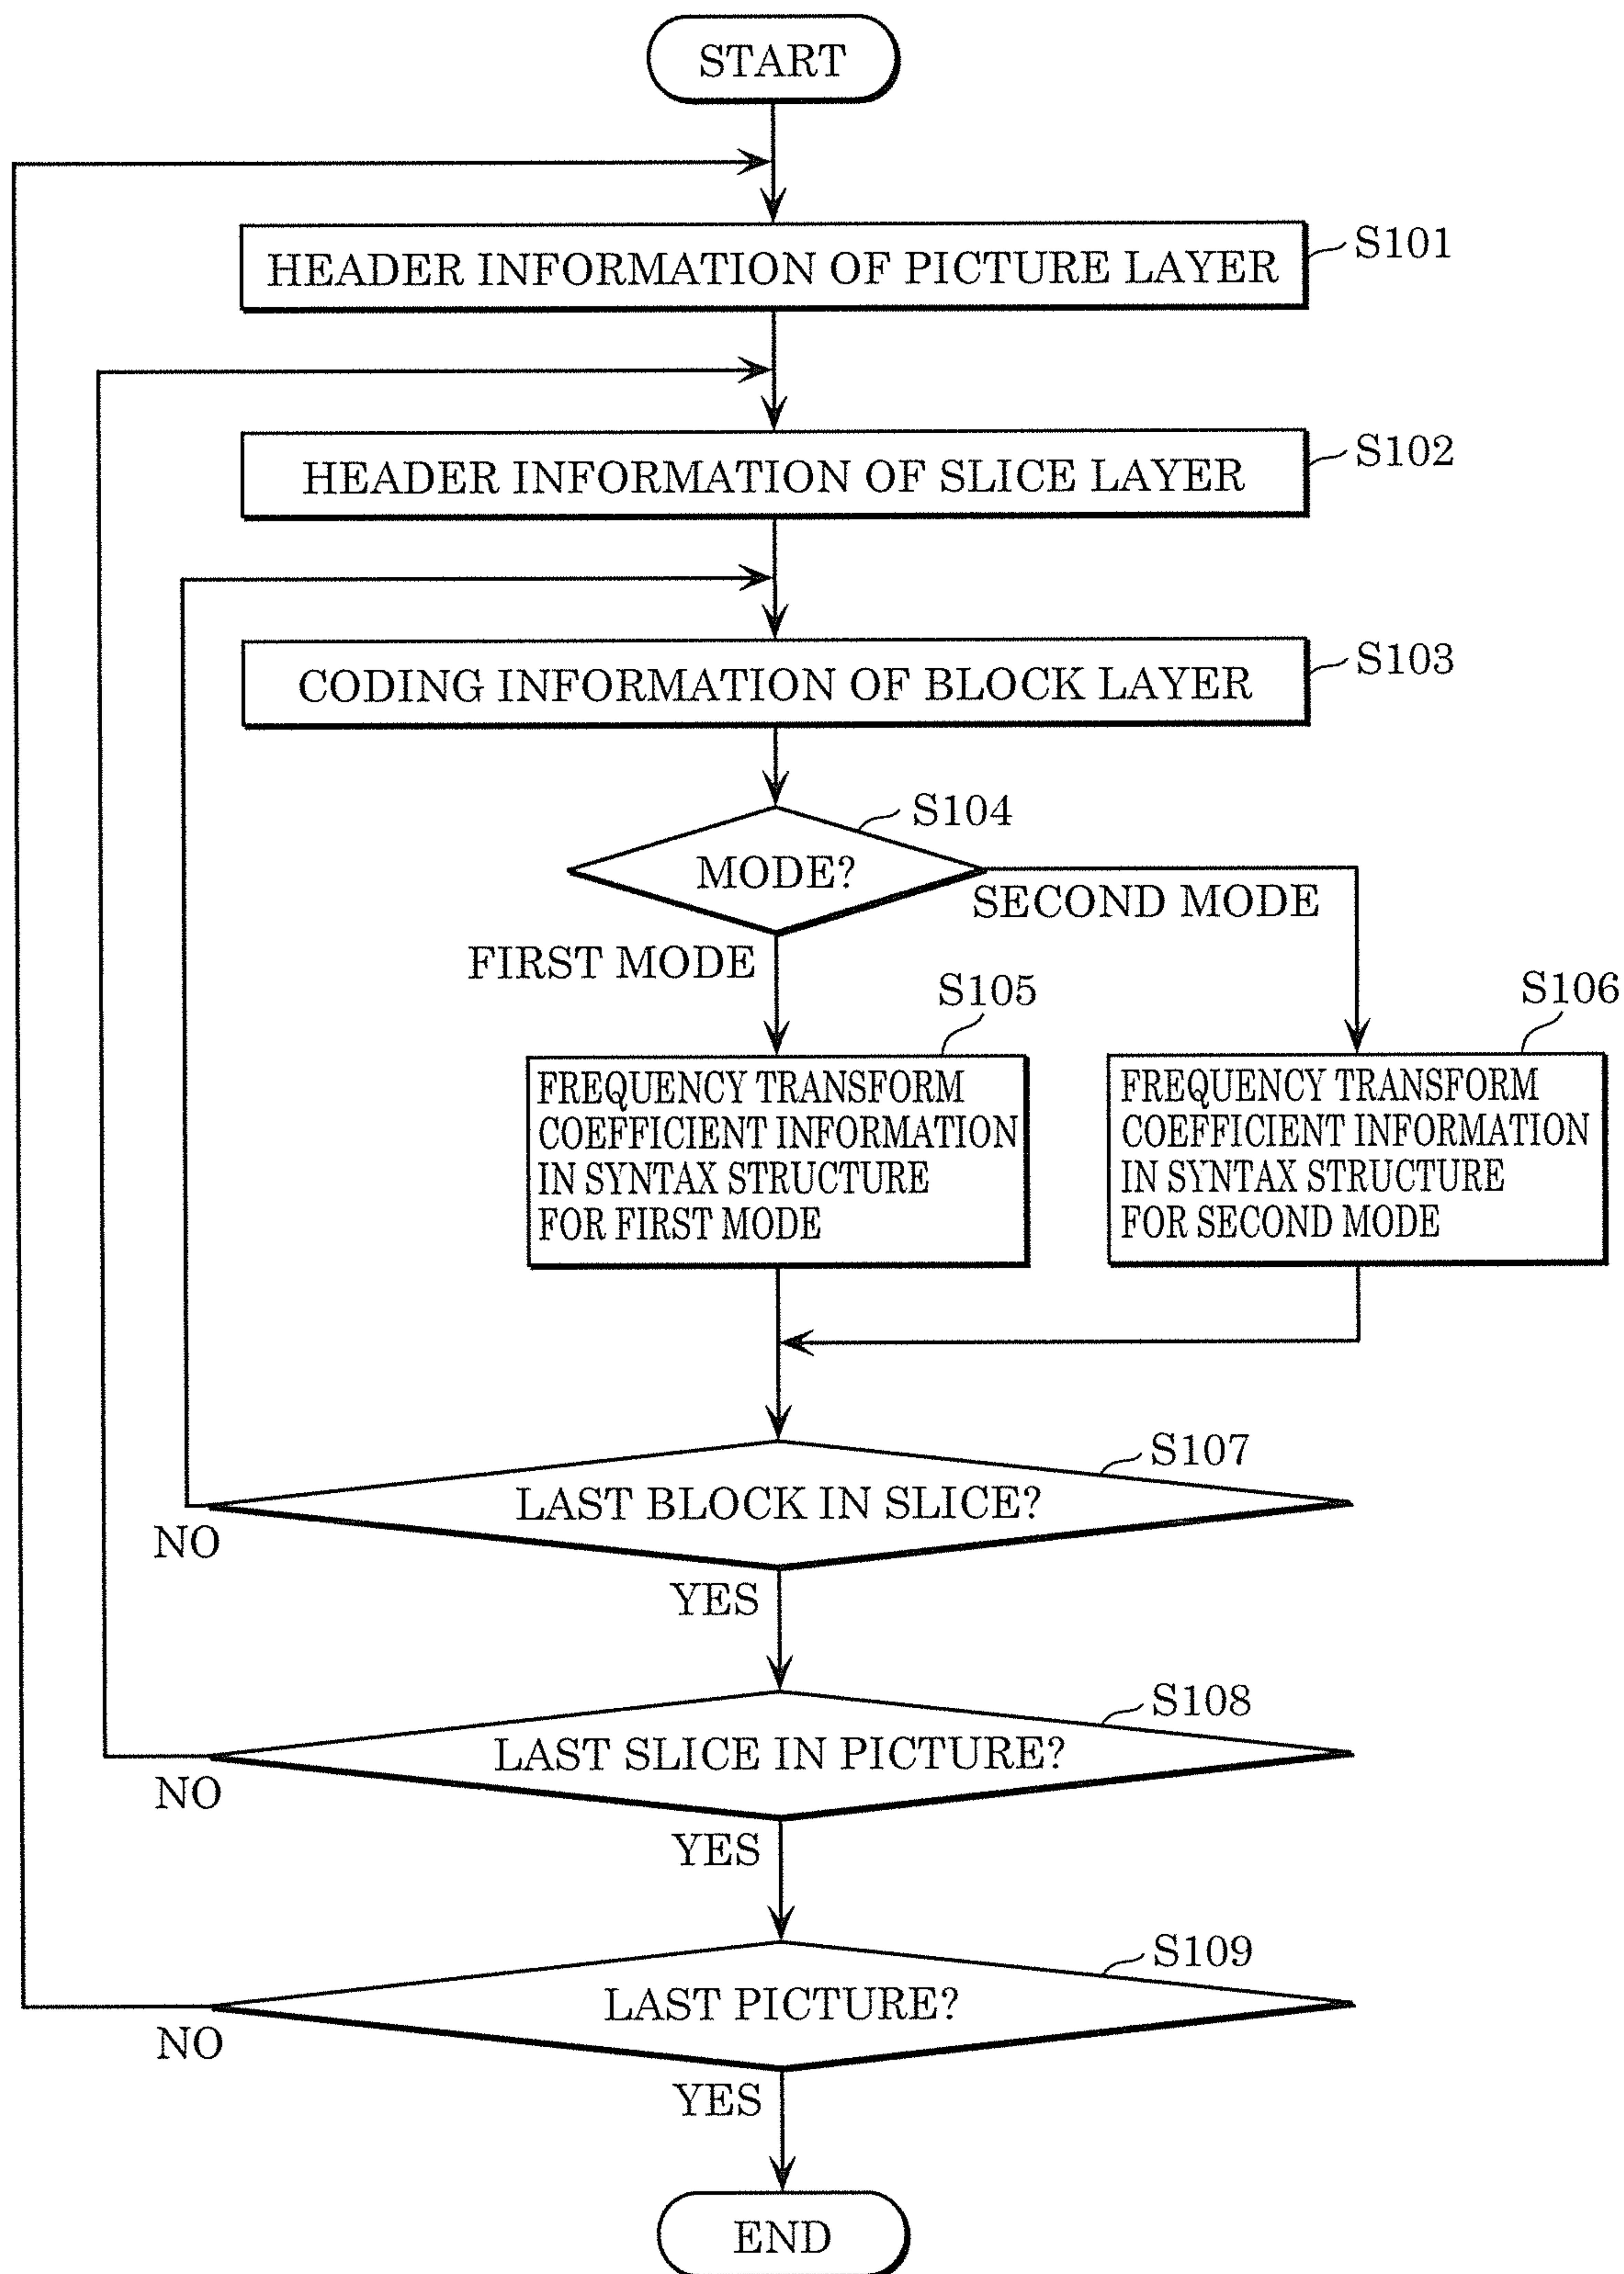 START
HEADER INFORMATION OF PICTURE LAYER
S101
HEADER INFORMATION OF SLICE LAYER
S102
CODING INFORMATION OF BLOCK LAYER
S103
S104
MODE?
SECOND MODE
FIRST MODE
S105
FREQUENCY TRANSFORM
COEFFICIENT INFORMATION
IN SYNTAX STRUCTURE
FOR FIRST MODE
S106
FREQUENCY TRANSFORM
COEFFICIENT INFORMATION
IN SYNTAX STRUCTURE
FOR SECOND MODE
S107
LAST BLOCK IN SLICE?
NO
YES
S108
LAST SLICE IN PICTURE?
NO
YES
S109
LAST PICTURE?
NO
YES
END